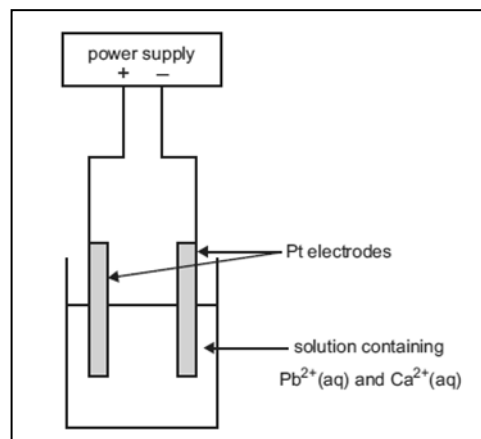 power supply
+ –
Pt electrodes
solution containing
Pb²⁺(aq) and Ca²⁺(aq)